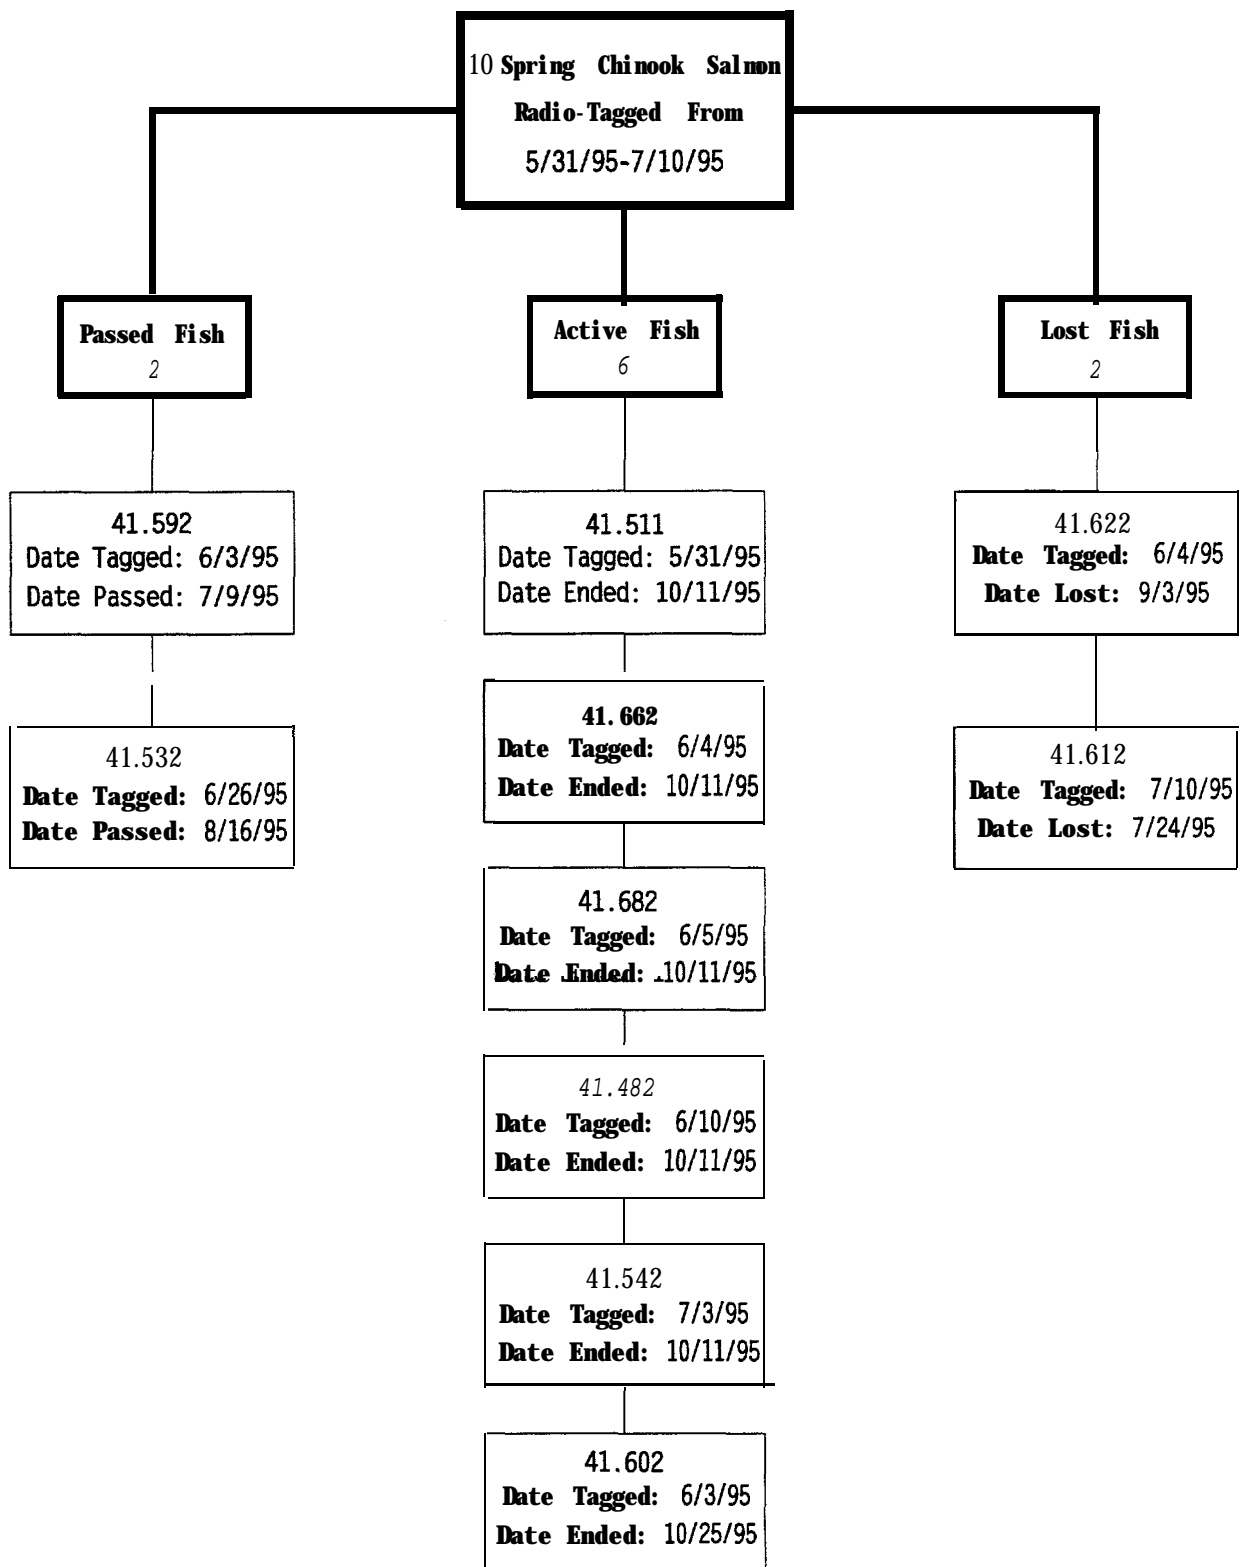 10 Spring Chinook Salmon
Radio-Tagged From
5/31/95-7/10/95
Passed Fish
2
Active Fish
6
Lost Fish
2
41.592
Date Tagged: 6/3/95
Date Passed: 7/9/95
41.532
Date Tagged: 6/26/95
Date Passed: 8/16/95
41.511
Date Tagged: 5/31/95
Date Ended: 10/11/95
41.662
Date Tagged: 6/4/95
Date Ended: 10/11/95
41.682
Date Tagged: 6/5/95
Date Ended: 10/11/95
41.482
Date Tagged: 6/10/95
Date Ended: 10/11/95
41.542
Date Tagged: 7/3/95
Date Ended: 10/11/95
41.602
Date Tagged: 6/3/95
Date Ended: 10/25/95
41.622
Date Tagged: 6/4/95
Date Lost: 9/3/95
41.612
Date Tagged: 7/10/95
Date Lost: 7/24/95